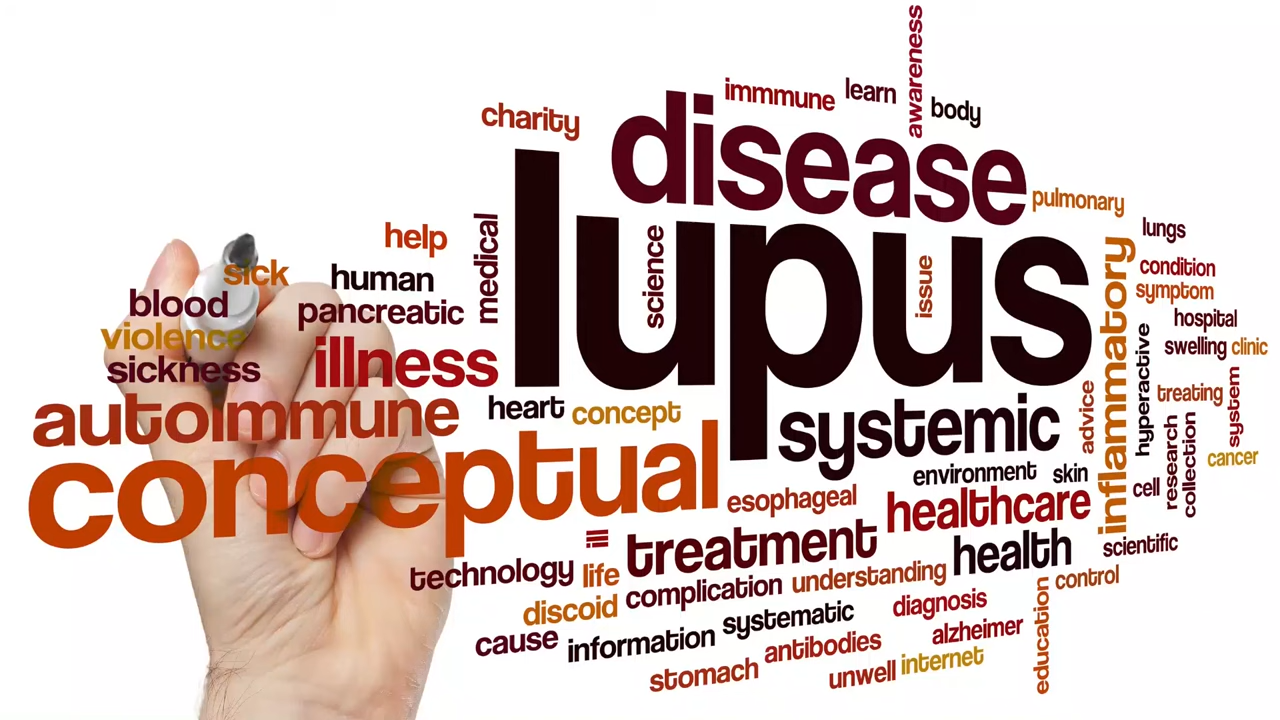 awareness
immmune
learn
body
charity
disease
lupus
pulmonary
lungs
help
medical
science
issue
inflammatory
condition
symptom
sick
human
blood
pancreatic
hospital
violence
hyperactive
swelling
clinic
sickness
illness
system
treating
autoimmune
heart
concept
systemic
advice
research
collection
conceptual
cancer
environment
skin
cell
esophageal
healthcare
ill
treatment
health
scientific
technology
life
complication
understanding
control
discoid
diagnosis
education
cause
information
systematic
alzheimer
stomach
antibodies
unwell
internet